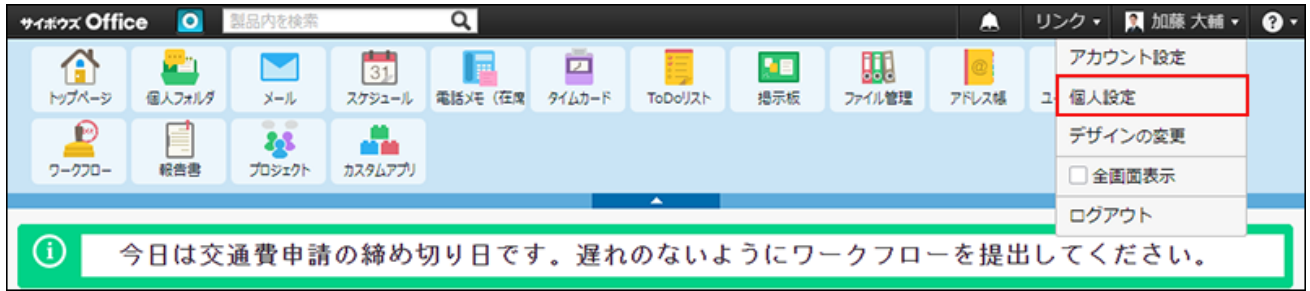 サイボウズ Office
製品内を検索
リンク
加藤 大輔
?
トップページ
個人フォルダ
メール
31
スケジュール
電話メモ（在席
タイムカード
ToDoリスト
掲示板
ファイル管理
アドレス帳
ユー
アカウント設定
個人設定
デザインの変更
全画面表示
ログアウト
ワークフロー
報告書
プロジェクト
カスタムアプリ
今日は交通費申請の締め切り日です。遅れのないようにワークフローを提出してください。